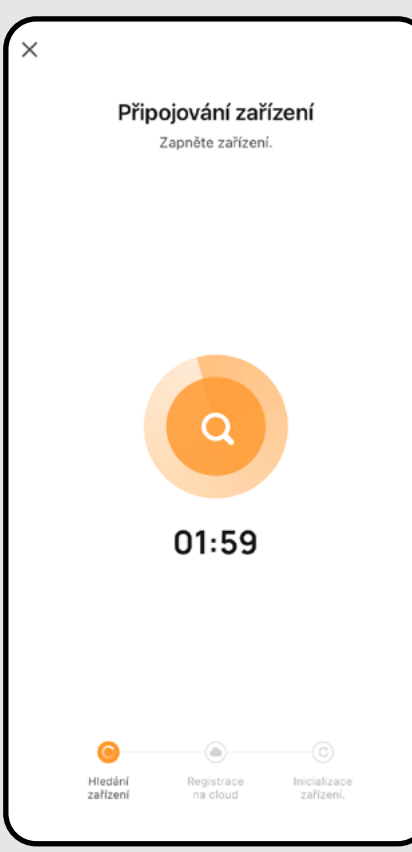 Připojování zařízení
Zapněte zařízení.
01:59
Hledání
zařízení
Registrace
na cloud
Inicializace
zařízení.